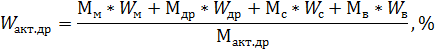 Wакт.др = (Мм * Wм + Мдр * Wдр + Мс * Wс + Мв * Wв) / Макт.др , %